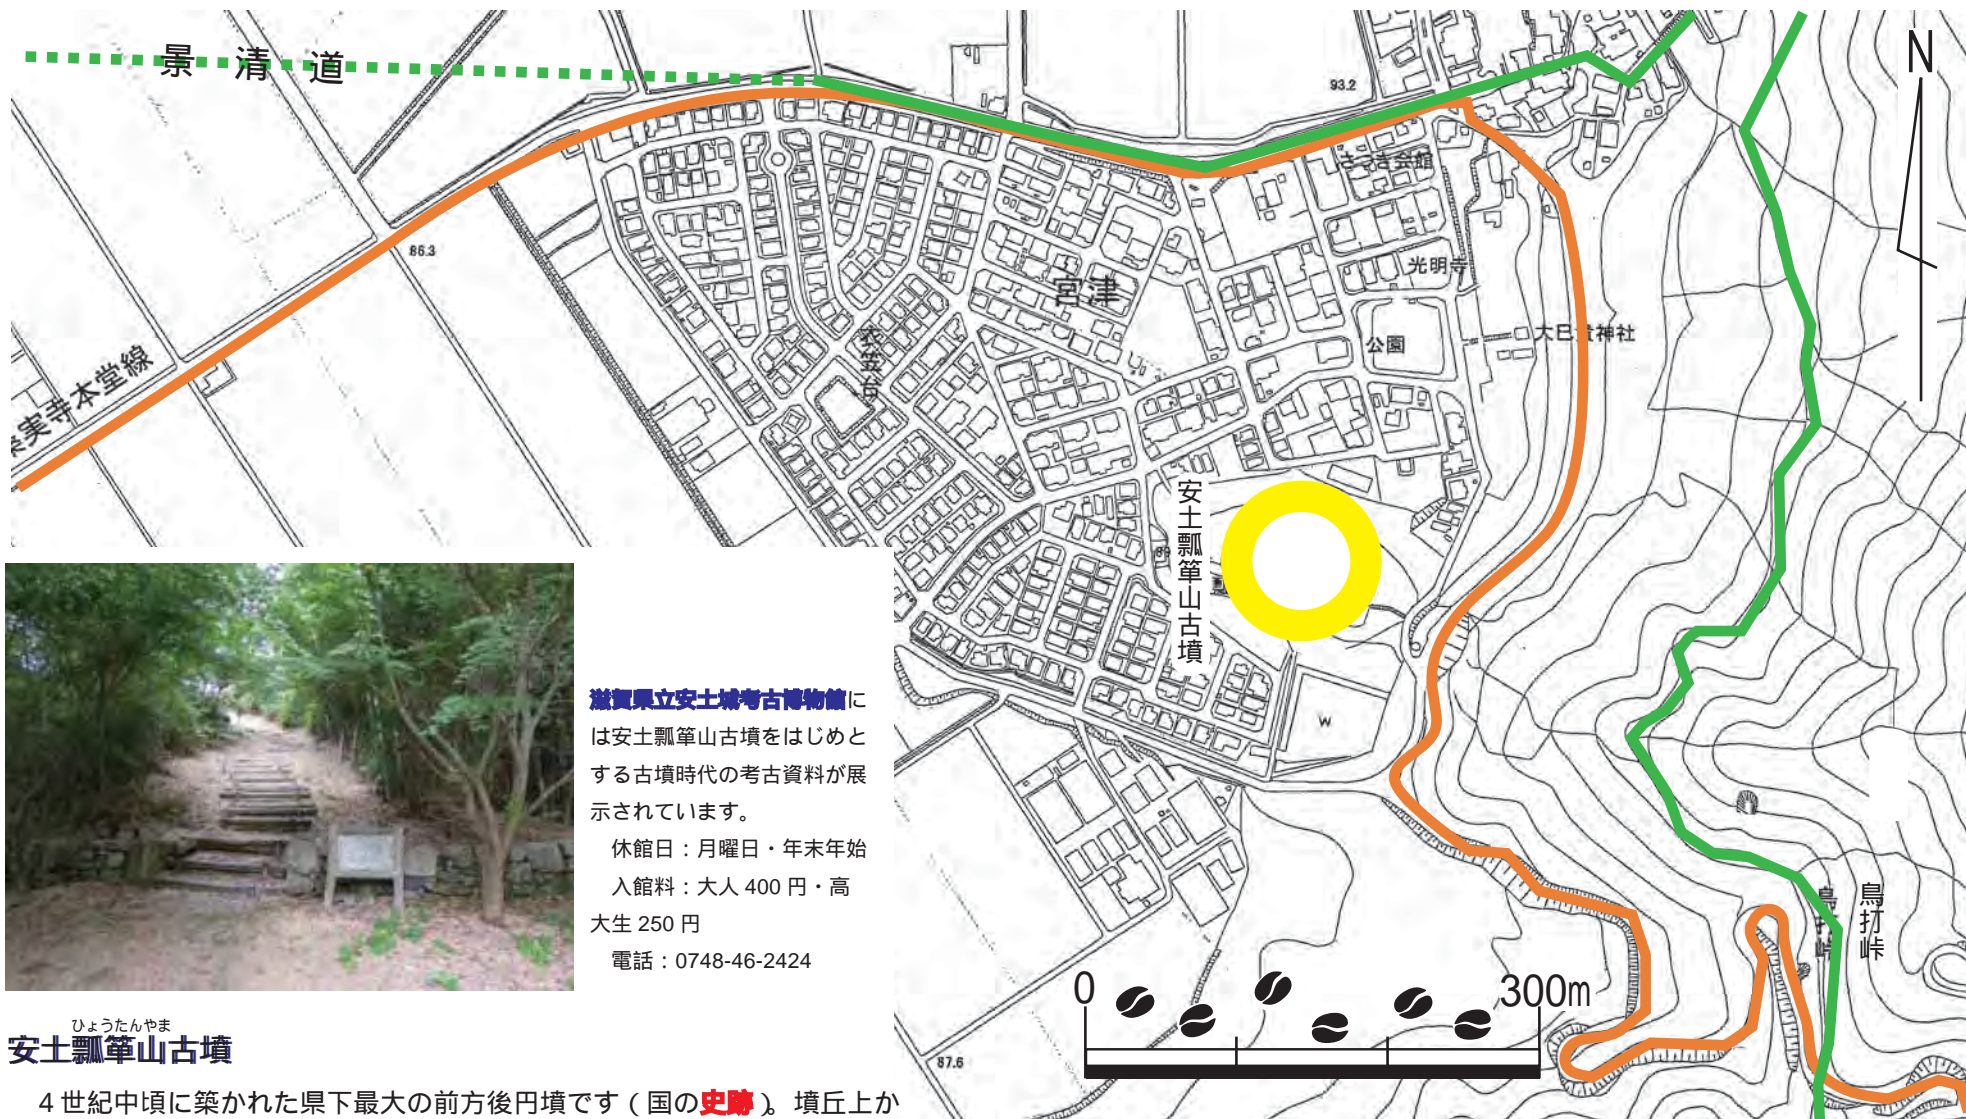 景清道
N
93.2
さつき会館
86.3
光明寺
宮津
大巳貴神社
公園
衣笠台
実寺本堂線
安土瓢箪山古墳
滋賀県立安土城考古博物館に
は安土瓢箪山古墳をはじめと
する古墳時代の考古資料が展
示されています。
休館日：月曜日・年末年始
入館料：大人 400 円・高
大生 250 円
電話：0748-46-2424
鳥打峠
鳥打峠
0
300m
87.6
ひょうたんやま
安土瓢箪山古墳
４世紀中頃に築かれた県下最大の前方後円墳です（国の史跡）。墳丘上か